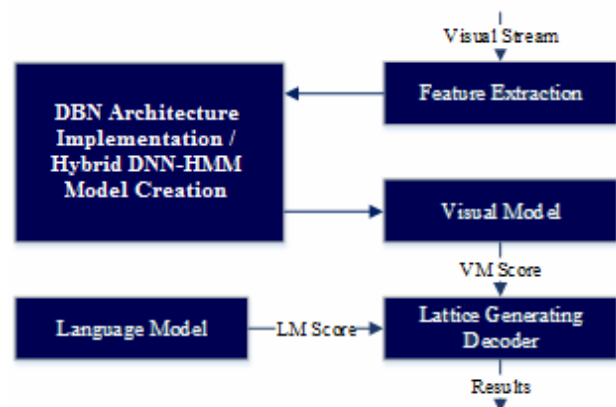 Visual Stream
Feature Extraction
DBN Architecture
Implementation /
Hybrid DNN-HMM
Model Creation
Visual Model
VM Score
Language Model
LM Score
Lattice Generating
Decoder
Results